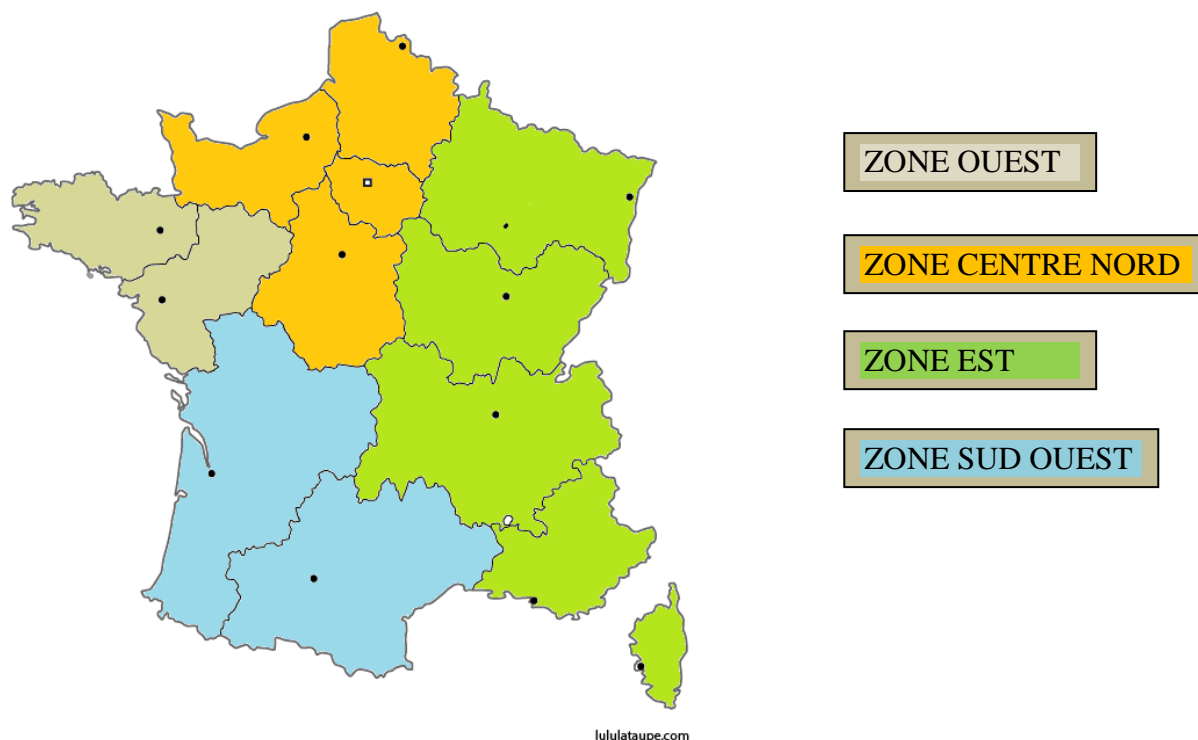 ZONE OUEST
ZONE CENTRE NORD
ZONE EST
ZONE SUD OUEST
lululataupe.com